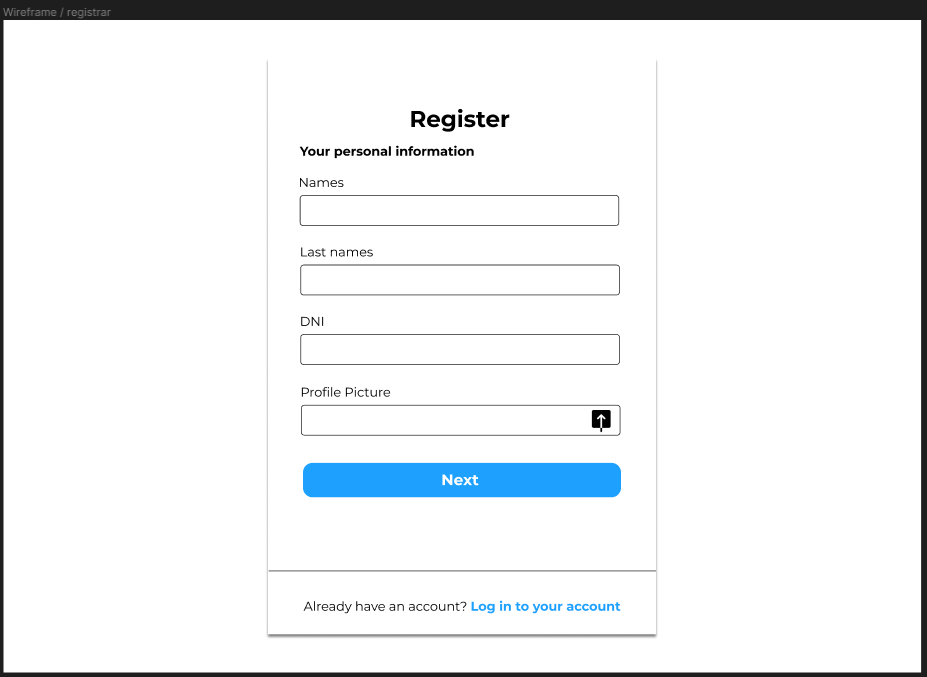 Wireframe / registrar
Register
Your personal information
Names
Last names
DNI
Profile Picture
Next
Already have an account? Log in to your account